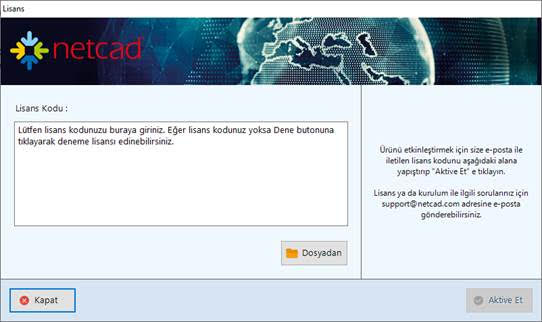 Lisans
netcad
Lisans Kodu :
Lütfen lisans kodunuzu buraya giriniz. Eğer lisans kodunuz yoksa Dene butonuna
tıklayarak deneme lisansı edinebilirsiniz.
Dosyadan
Ürünü etkinleştirmek için size e-posta ile
iletilen lisans kodunu aşağıdaki alana
yapıştırıp "Aktive Et" e tıklayın.
Lisans ya da kurulum ile ilgili sorularınız için
support@netcad.com adresine e-posta
gönderebilirsiniz.
Kapat
Aktive Et